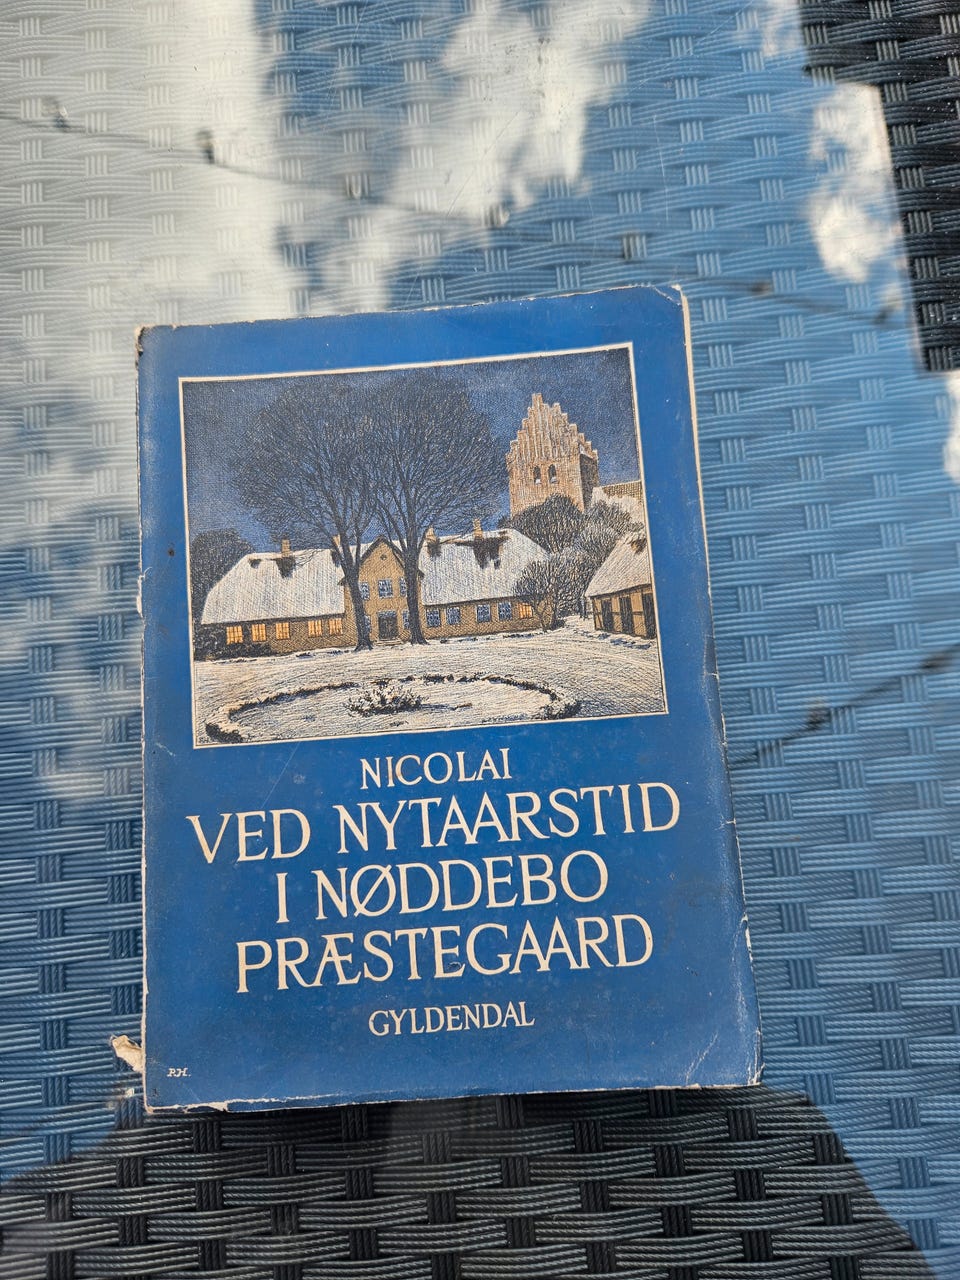 NICOLAI
VED NYTAARSTID
I NØDDEBO
PRÆSTEGAARD
GYLDENDAL
P.H.